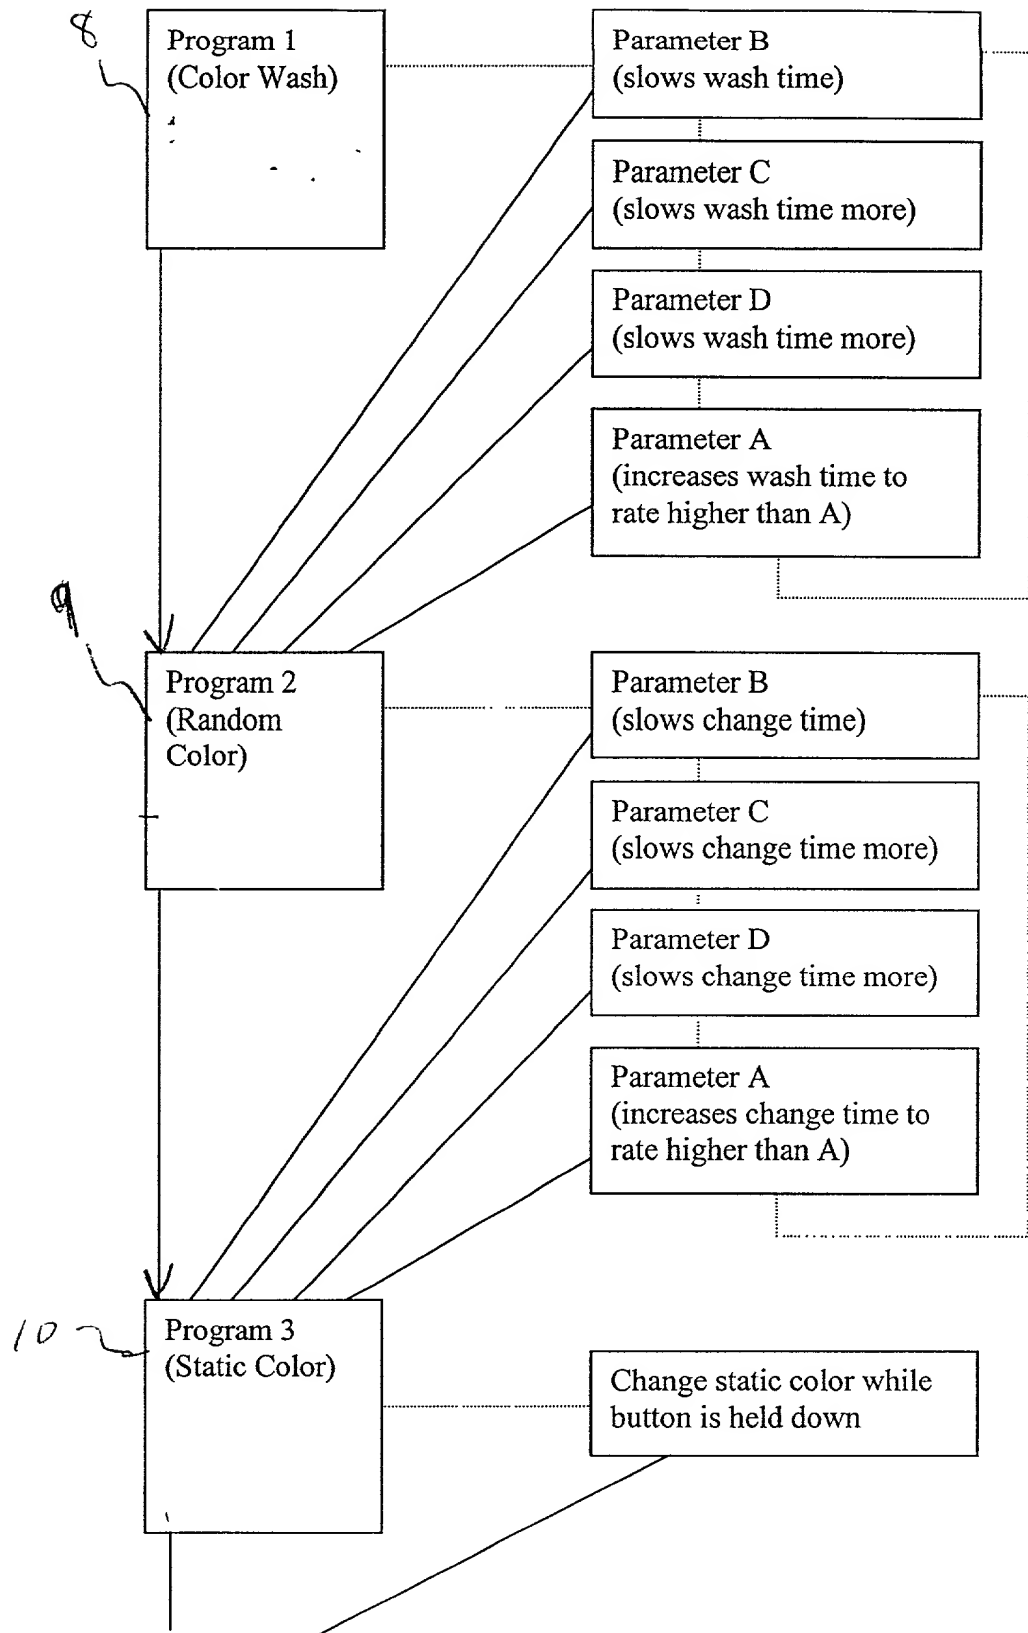 8
Program 1
(Color Wash)
Parameter B
(slows wash time)
Parameter C
(slows wash time more)
Parameter D
(slows wash time more)
Parameter A
(increases wash time to
rate higher than A)
9
Program 2
(Random
Color)
Parameter B
(slows change time)
Parameter C
(slows change time more)
Parameter D
(slows change time more)
Parameter A
(increases change time to
rate higher than A)
10
Program 3
(Static Color)
Change static color while
button is held down